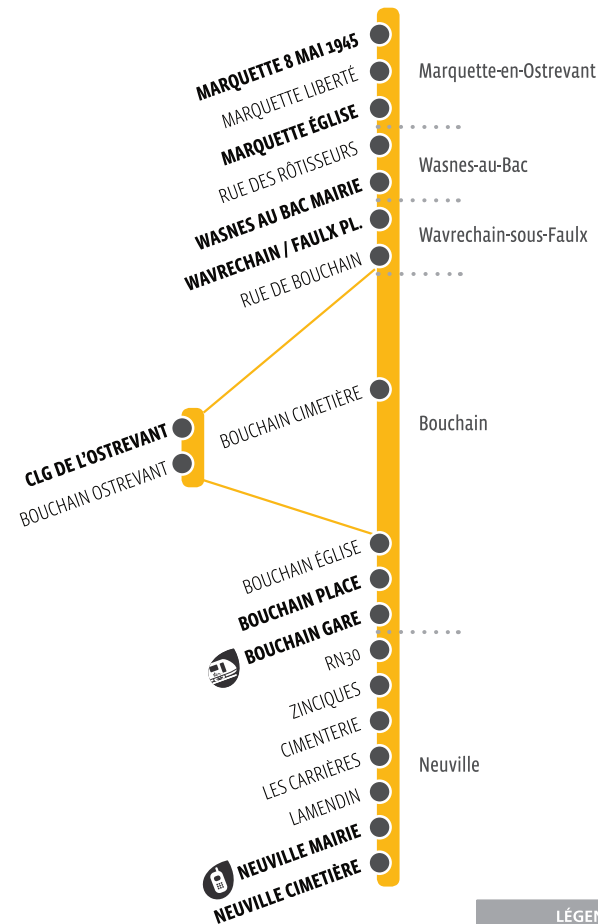 MARQUETTE 8 MAI 1945
MARQUETTE LIBERTÉ
Marquette-en-Ostrevant
MARQUETTE ÉGLISE
RUE DES RÔTISSEURS
Wasnes-au-Bac
WASNES AU BAC MAIRIE
WAVRECHAIN / FAULX PL.
Wavrechain-sous-Faulx
RUE DE BOUCHAIN
BOUCHAIN CIMETIÈRE
Bouchain
CLG DE L'OSTREVANT
BOUCHAIN OSTREVANT
BOUCHAIN ÉGLISE
BOUCHAIN PLACE
BOUCHAIN GARE
RN30
ZINCIQUES
CIMENTERIE
LES CARRIÈRES
Neuville
LAMENDIN
NEUVILLE MAIRIE
NEUVILLE CIMETIÈRE